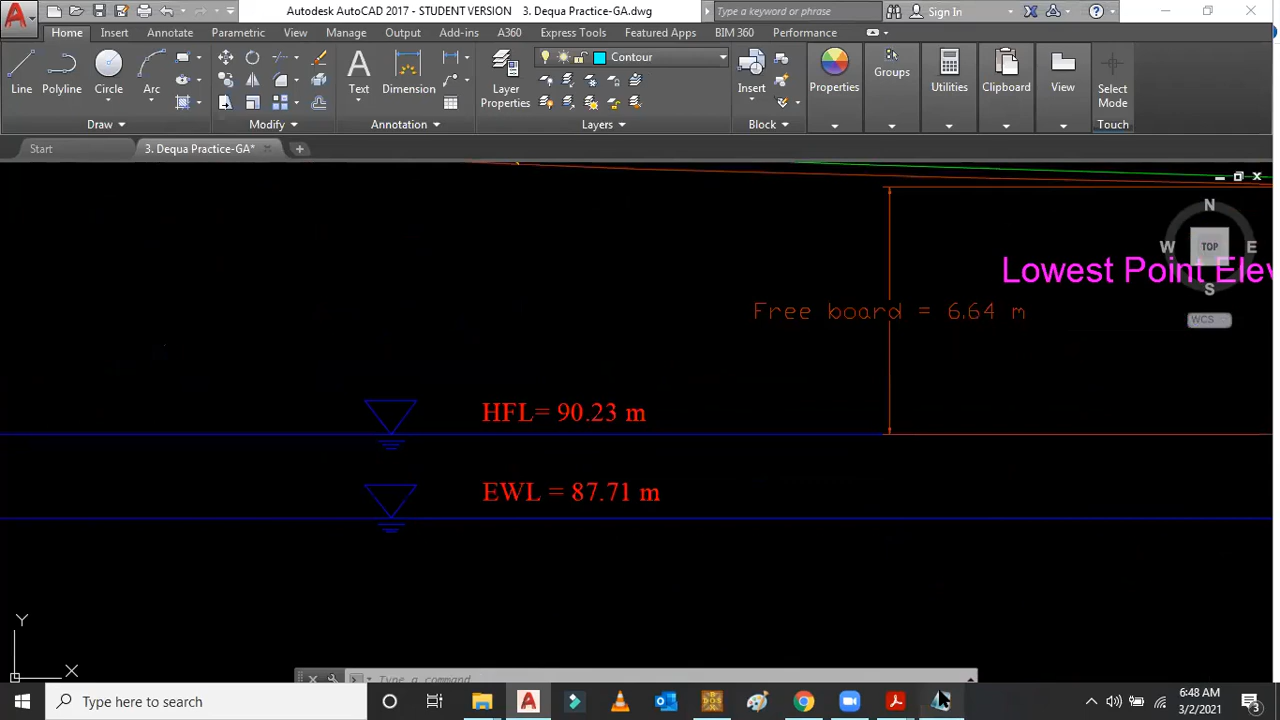 Autodesk AutoCAD 2017 - STUDENT VERSION 3. Dequa Practice-GA.dwg
Type a keyword or phrase
Sign In
Home Insert Annotate Parametric View Manage Output Add-ins A360 Express Tools Featured Apps BIM 360 Performance
Contour
Line Polyline Circle Arc
Text Dimension
Layer Properties
Insert
Properties
Groups
Utilities
Clipboard
View
Select Mode
Draw Modify Annotation Layers Block Touch
Start
3. Dequa Practice-GA*
N
W TOP E
S
WCS
Lowest Point Elev
Free board = 6.64 m
HFL= 90.23 m
EWL = 87.71 m
Y
X
Type a command
Type here to search
DOS
6:48 AM
3/2/2021
3